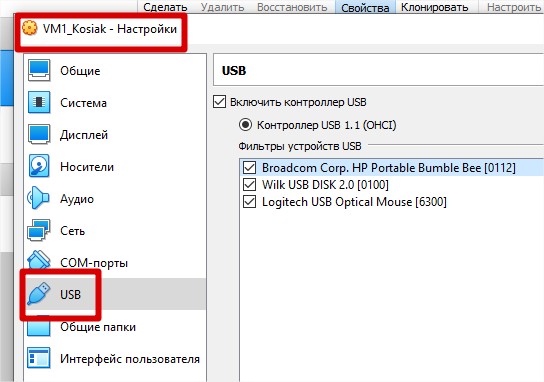 Сделать Удалить Восстановить Свойства Клонировать Настроить
VM1_Kosiak - Настройки
Общие
Система
Дисплей
Носители
Аудио
Сеть
COM-порты
USB
Общие папки
Интерфейс пользователя
USB
Включить контроллер USB
Контроллер USB 1.1 (OHCI)
Фильтры устройств USB
Broadcom Corp. HP Portable Bumble Bee [0112]
Wilk USB DISK 2.0 [0100]
Logitech USB Optical Mouse [6300]